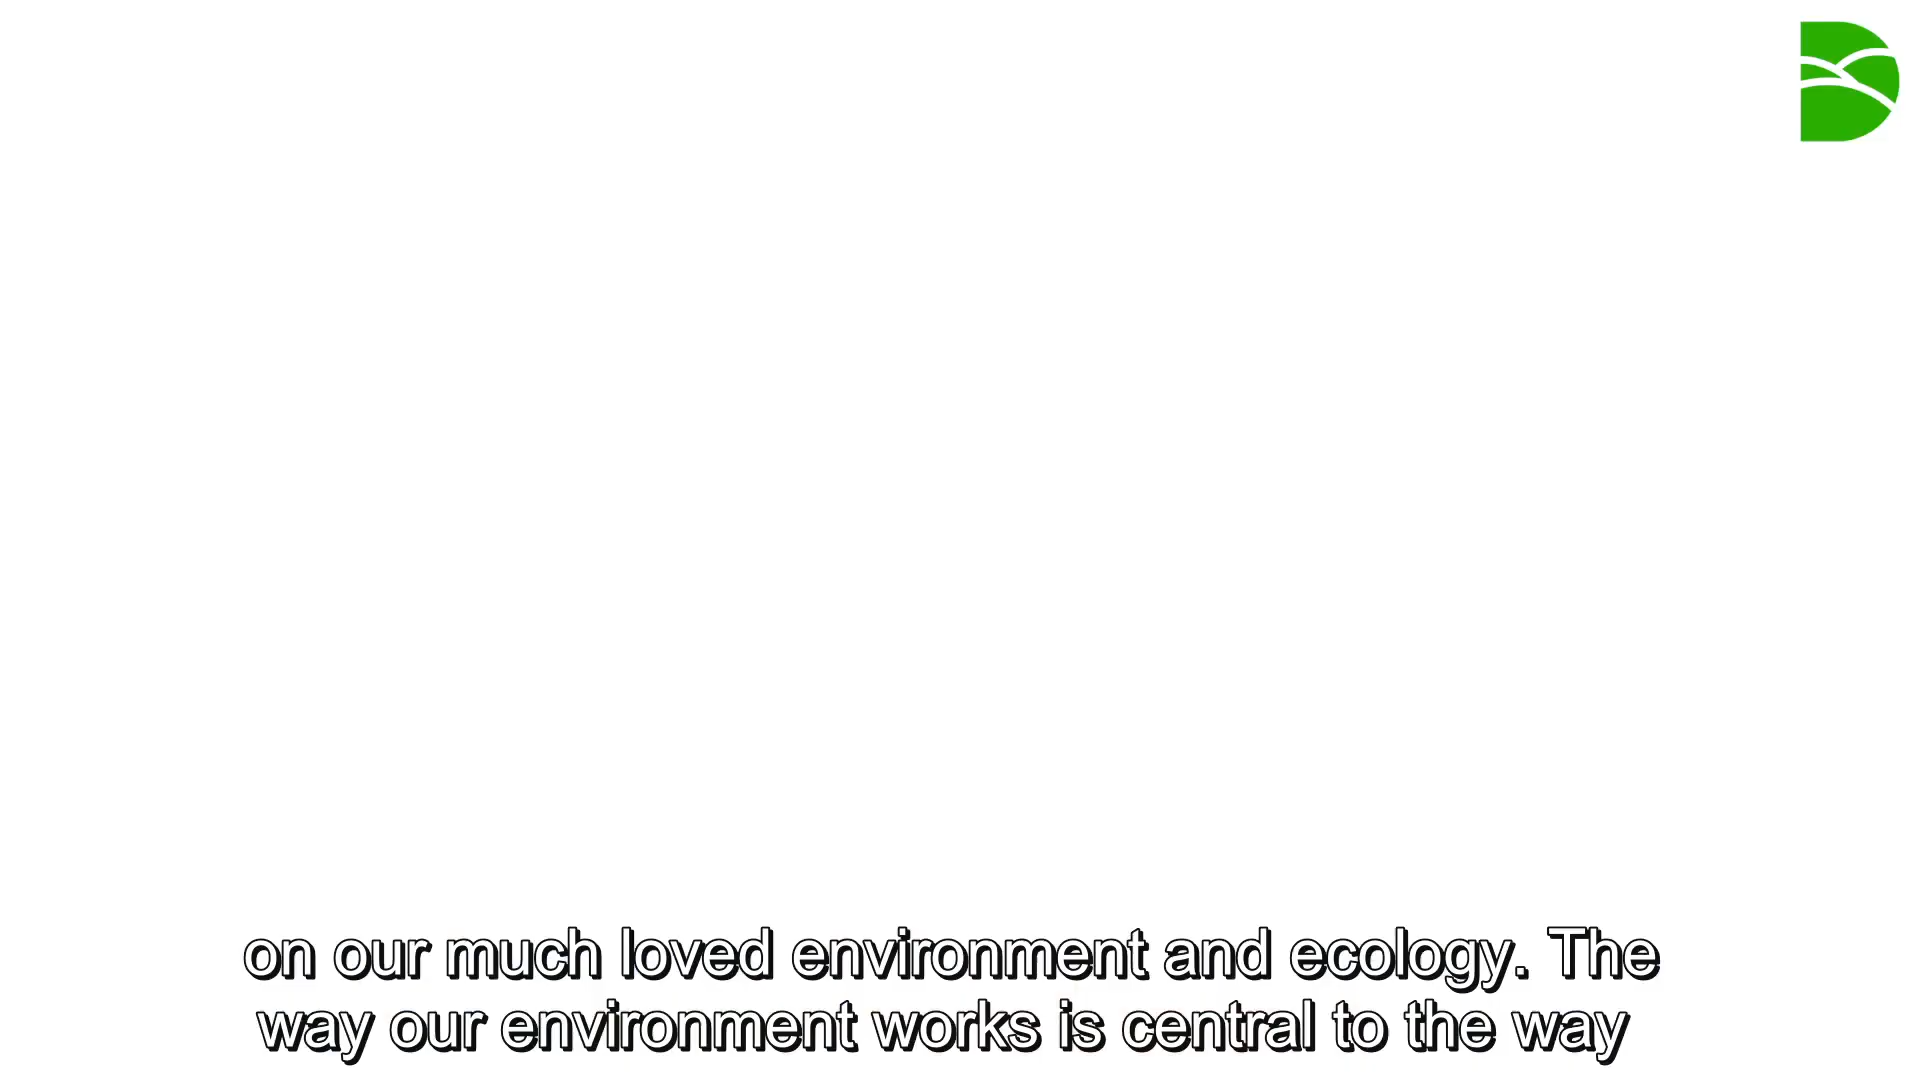 on our much loved environment and ecology. The
way our environment works is central to the way